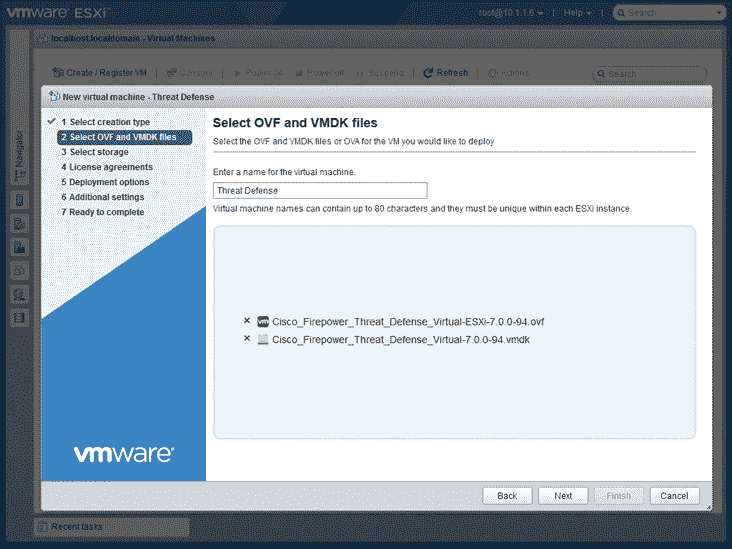 vmware ESXi
root@10.1.1.6 | Help | Search
localhost.localdomain - Virtual Machines
Create / Register VM | Console | Power on Power off Suspend | Refresh | Actions
Search
Navigator
New virtual machine - Threat Defense
1 Select creation type
2 Select OVF and VMDK files
3 Select storage
4 License agreements
5 Deployment options
6 Additional settings
7 Ready to complete
vmware
Select OVF and VMDK files
Select the OVF and VMDK files or OVA for the VM you would like to deploy
Enter a name for the virtual machine.
Threat Defense
Virtual machine names can contain up to 80 characters and they must be unique within each ESXi instance.
Cisco_Firepower_Threat_Defense_Virtual-ESXi-7.0.0-94.ovf
Cisco_Firepower_Threat_Defense_Virtual-7.0.0-94.vmdk
Back Next Finish Cancel
Recent tasks